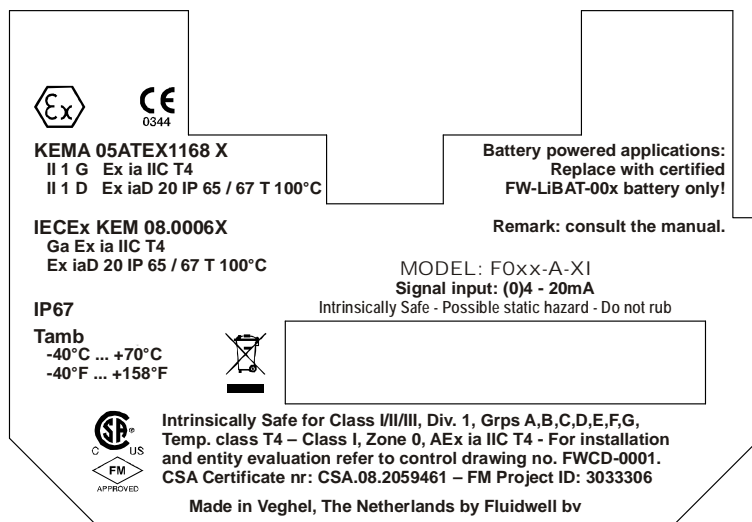 Ex
CE
0344
KEMA 05ATEX1168 X
II 1 G Ex ia IIC T4
II 1 D Ex iaD 20 IP 65 / 67 T 100°C
Battery powered applications:
Replace with certified
FW-LiBAT-00x battery only!
IECEx KEM 08.0006X
Ga Ex ia IIC T4
Ex iaD 20 IP 65 / 67 T 100°C
Remark: consult the manual.
MODEL: F0xx-A-XI
Signal input: (0)4 - 20mA
Intrinsically Safe - Possible static hazard - Do not rub
IP67
Tamb
-40°C ... +70°C
-40°F ... +158°F
CSA®
C US
FM
APPROVED
Intrinsically Safe for Class I/II/III, Div. 1, Grps A,B,C,D,E,F,G,
Temp. class T4 – Class I, Zone 0, AEx ia IIC T4 - For installation
and entity evaluation refer to control drawing no. FWCD-0001.
CSA Certificate nr: CSA.08.2059461 – FM Project ID: 3033306
Made in Veghel, The Netherlands by Fluidwell bv